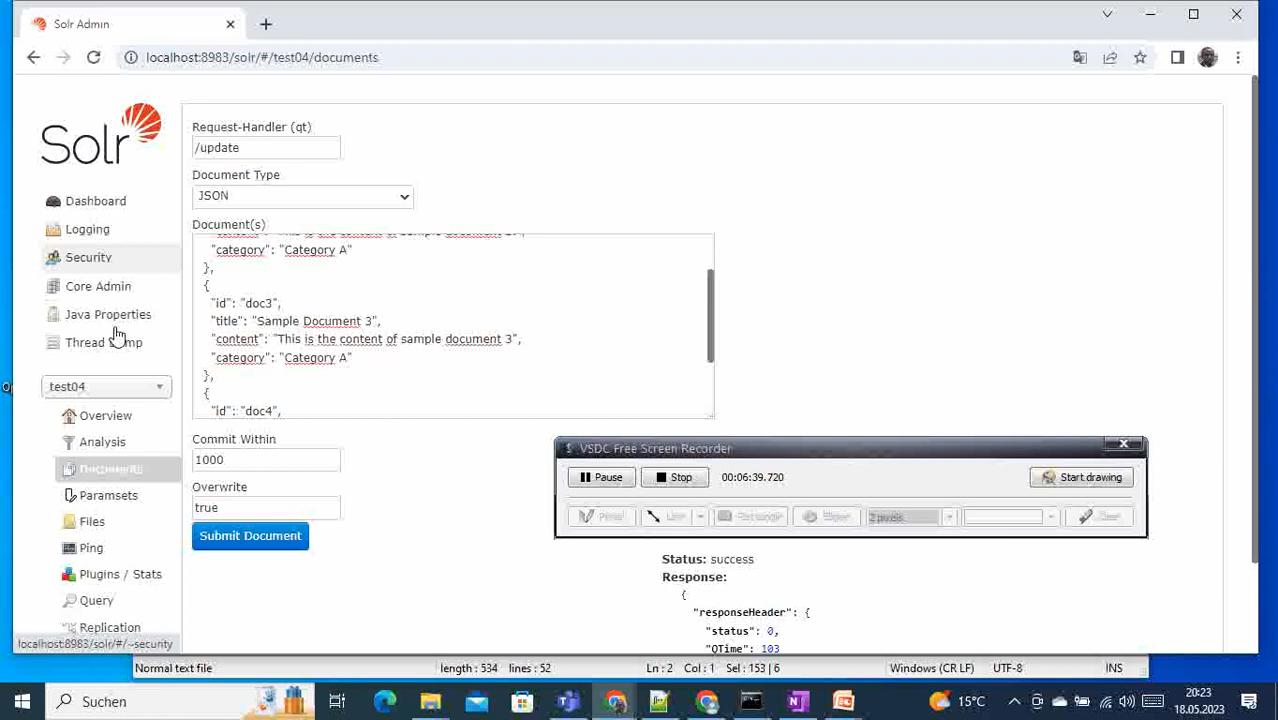 Solr Admin
localhost:8983/solr/#/test04/documents
Solr
Dashboard
Logging
Security
Core Admin
Java Properties
Thread
test04
Overview
Analysis
Documents
Paramsets
Files
Ping
Plugins / Stats
Query
Replication
localhost:8983/solr/#/~security
Request-Handler (qt)
/update
Document Type
JSON
Document(s)
"category": "Category A"
},
{
"id": "doc3",
"title": "Sample Document 3",
"content": "This is the content of sample document 3",
"category": "Category A"
},
{
"id": "doc4",
Commit Within
1000
Overwrite
true
Submit Document
VSDC Free Screen Recorder
Pause
Stop
00:06:39.720
Start drawing
Line
Rectangle
2 pixels
Status: success
Response:
{
"responseHeader": {
"status": 0,
"QTime": 103
Normal text file
length : 534 lines : 52
Ln : 2 Col : 1 Sel : 153 | 6
Windows (CR LF)
UTF-8
INS
Suchen
15°C
20:23
18.05.2023